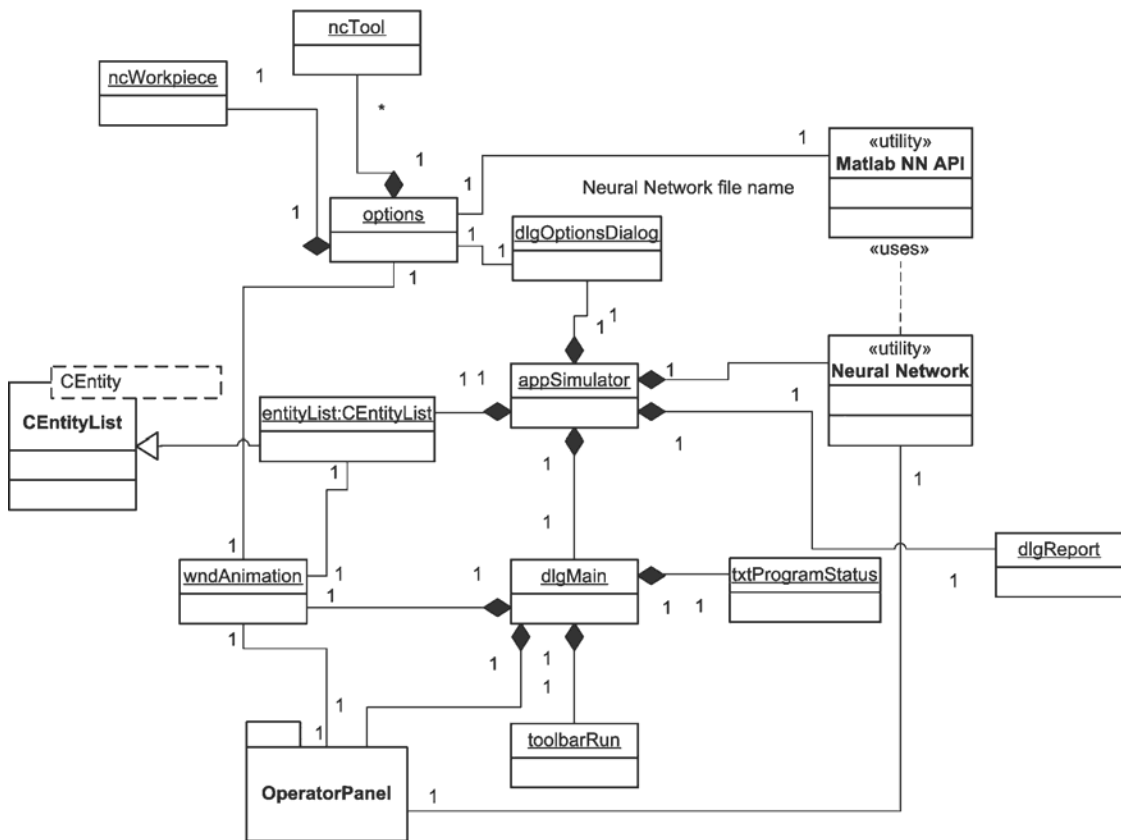 ncTool
ncWorkpiece
1
*
1
1
options
1
1
1
1
«utility»
Matlab NN API
Neural Network file name
1
dlgOptionsDialog
«uses»
1
1
CEntity
CEntityList
entityList:CEntityList
1
1
1
appSimulator
1
1
1
«utility»
Neural Network
1
1
1
1
1
1
1
wndAnimation
1
1
1
dlgMain
1
1
txtProgramStatus
dlgReport
1
1
1
1
1
1
1
toolbarRun
OperatorPanel
1